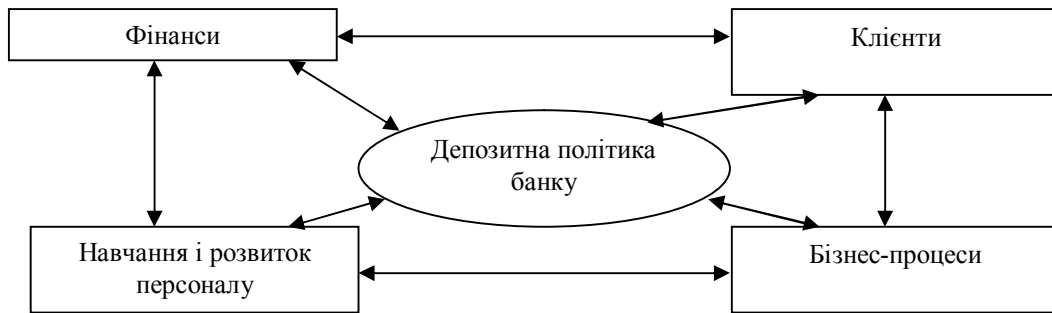 Фінанси
Клієнти
Депозитна політика
банку
Навчання і розвиток
персоналу
Бізнес-процеси